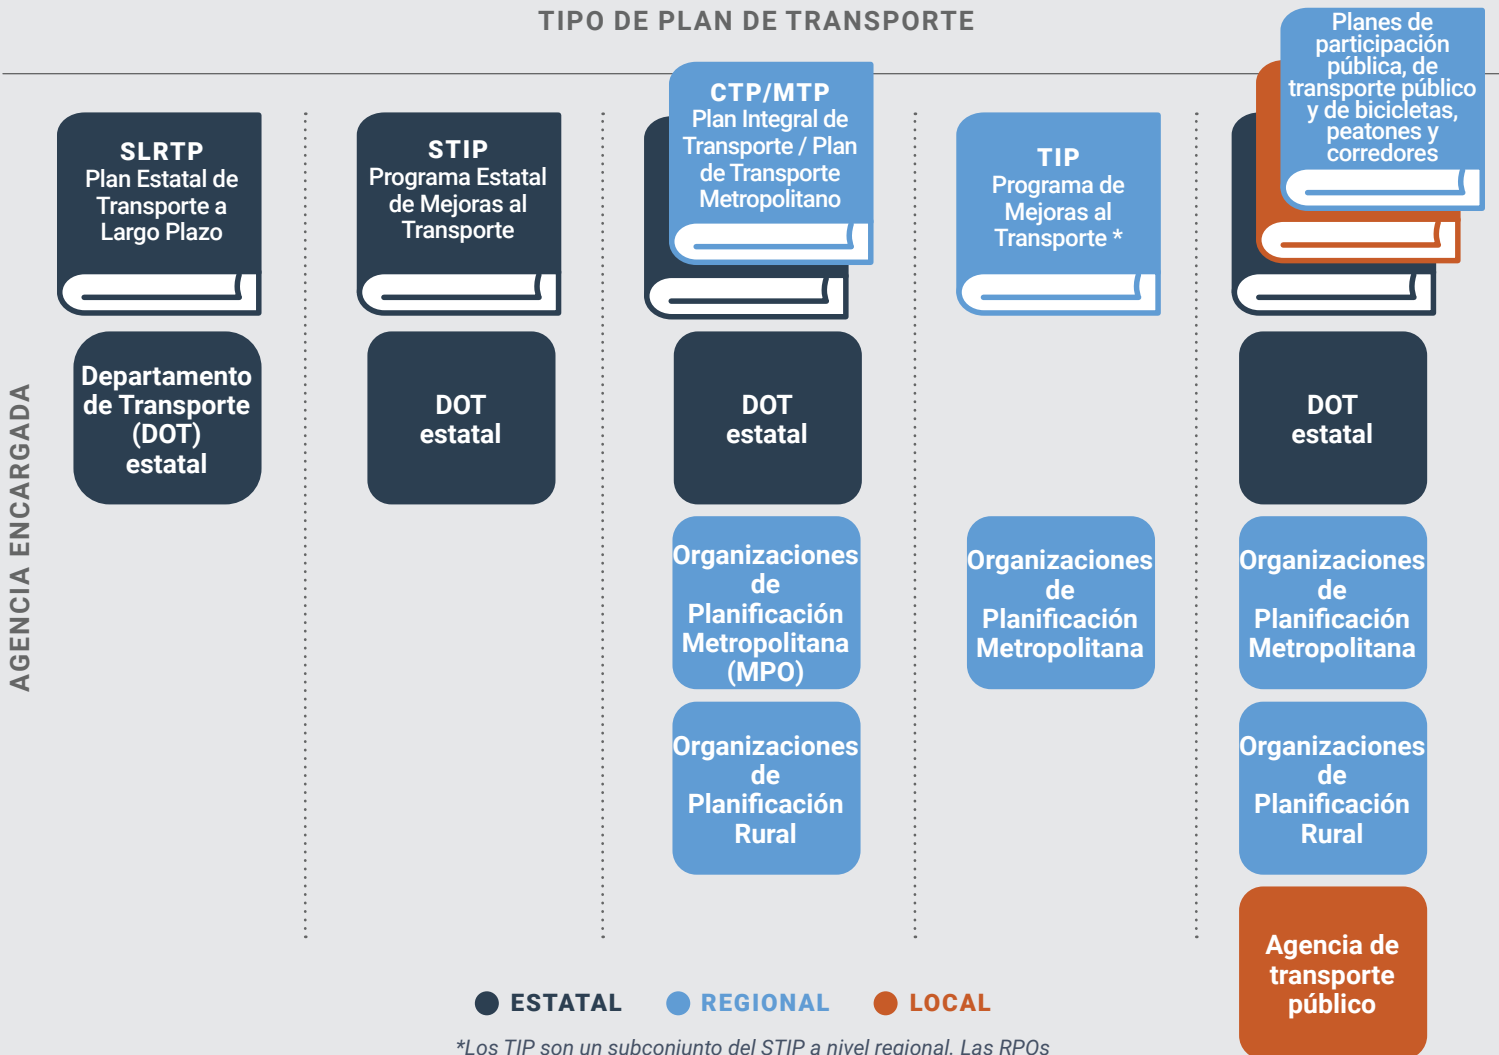 TIPO DE PLAN DE TRANSPORTE
SLRTP
Plan Estatal de
Transporte a
Largo Plazo
STIP
Programa Estatal
de Mejoras al
Transporte
CTP/MTP
Plan Integral de
Transporte / Plan
de Transporte
Metropolitano
TIP
Programa de
Mejoras al
Transporte *
Planes de
participación
pública, de
transporte público
y de bicicletas,
peatones y
corredores
AGENCIA ENCARGADA
Departamento
de Transporte
(DOT)
estatal
DOT
estatal
DOT
estatal
DOT
estatal
Organizaciones
de
Planificación
Metropolitana
(MPO)
Organizaciones
de
Planificación
Metropolitana
Organizaciones
de
Planificación
Metropolitana
Organizaciones
de
Planificación
Rural
Organizaciones
de
Planificación
Rural
Agencia de
transporte
público
ESTATAL
REGIONAL
LOCAL
*Los TIP son un subconjunto del STIP a nivel regional. Las RPOs